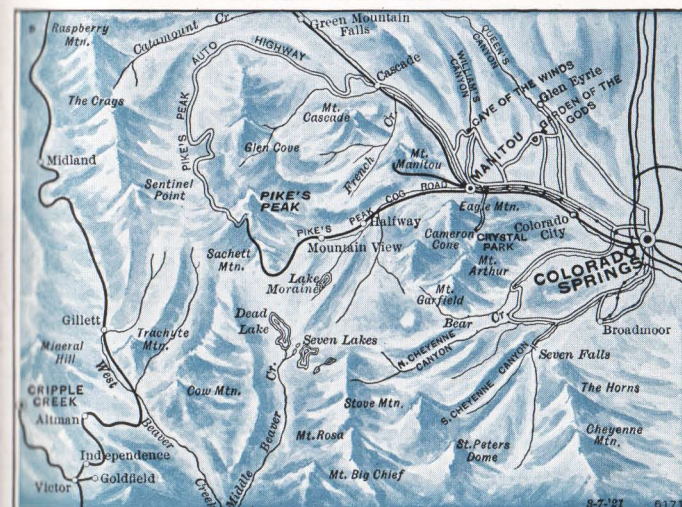 Raspberry
Mtn.
Catamount Cr.
Green Mountain
Falls
PIKE'S PEAK AUTO HIGHWAY
Cascade
QUEEN'S
CANYON
WILLIAM'S
CANYON
CAVE OF THE WINDS
Glen Eyrie
GARDEN OF THE
GODS
The Crags
Mt.
Cascade
French Cr.
Glen Cove
Mt.
Manitou
MANITOU
Midland
Sentinel
Point
PIKE'S
PEAK
PIKE'S PEAK COG ROAD
Halfway
Mountain View
Eagle Mtn.
Cameron
Cone
CRYSTAL
PARK
Colorado
City
COLORADO
SPRINGS
Sachett
Mtn.
Lake
Moraine
Mt.
Arthur
Mt.
Garfield
Bear Cr.
Broadmoor
Dead
Lake
Seven Lakes
Gillett
Trachyte
Mtn.
Mineral
Hill
N. CHEYENNE
CANYON
S. CHEYENNE CANYON
Seven Falls
West Beaver Creek
Cow Mtn.
Middle Beaver Cr.
Stove Mtn.
The Horns
CRIPPLE
CREEK
Altman
Mt. Rosa
St. Peters
Dome
Cheyenne
Mtn.
Independence
Goldfield
Victor
Mt. Big Chief
8-7-'21 6171